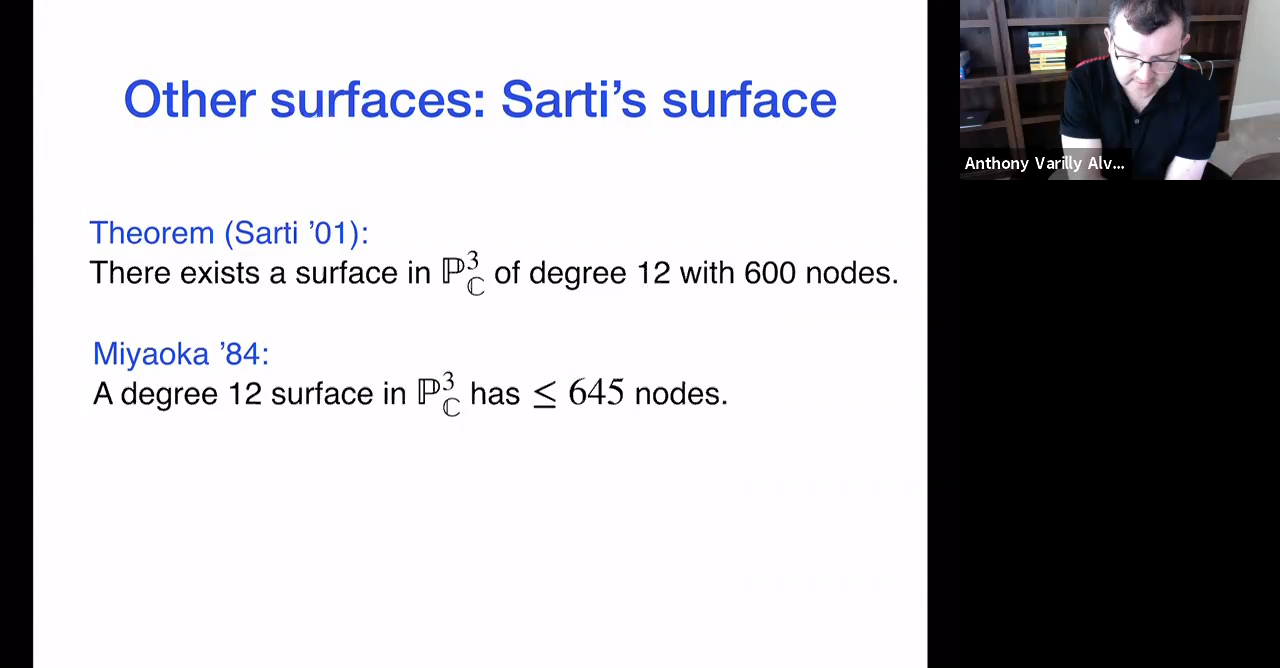 Other surfaces: Sarti's surface
Theorem (Sarti ’01):
There exists a surface in ℙ³_ℂ of degree 12 with 600 nodes.
Miyaoka ’84:
A degree 12 surface in ℙ³_ℂ has ≤ 645 nodes.
Anthony Varilly Alv...